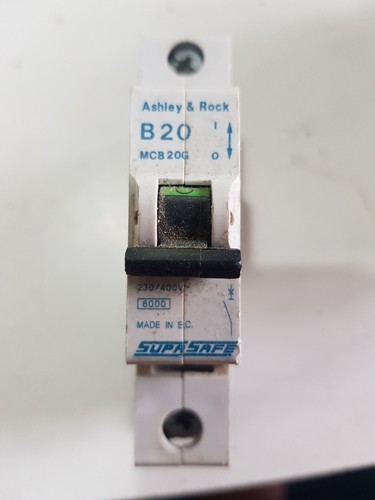 Ashley & Rock
B20 I
MCB20G O
230/400V~
6000
MADE IN E.C.
SUPASAFE